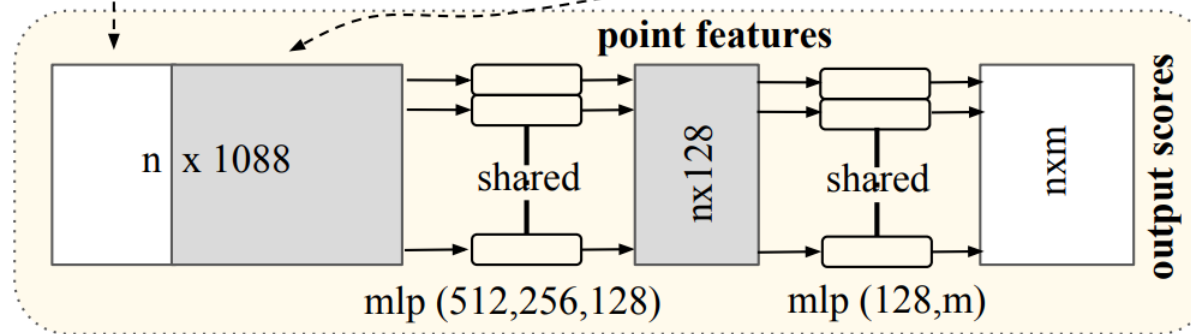 point features
n x 1088
shared
nx128
shared
nxm
output scores
mlp (512,256,128)
mlp (128,m)